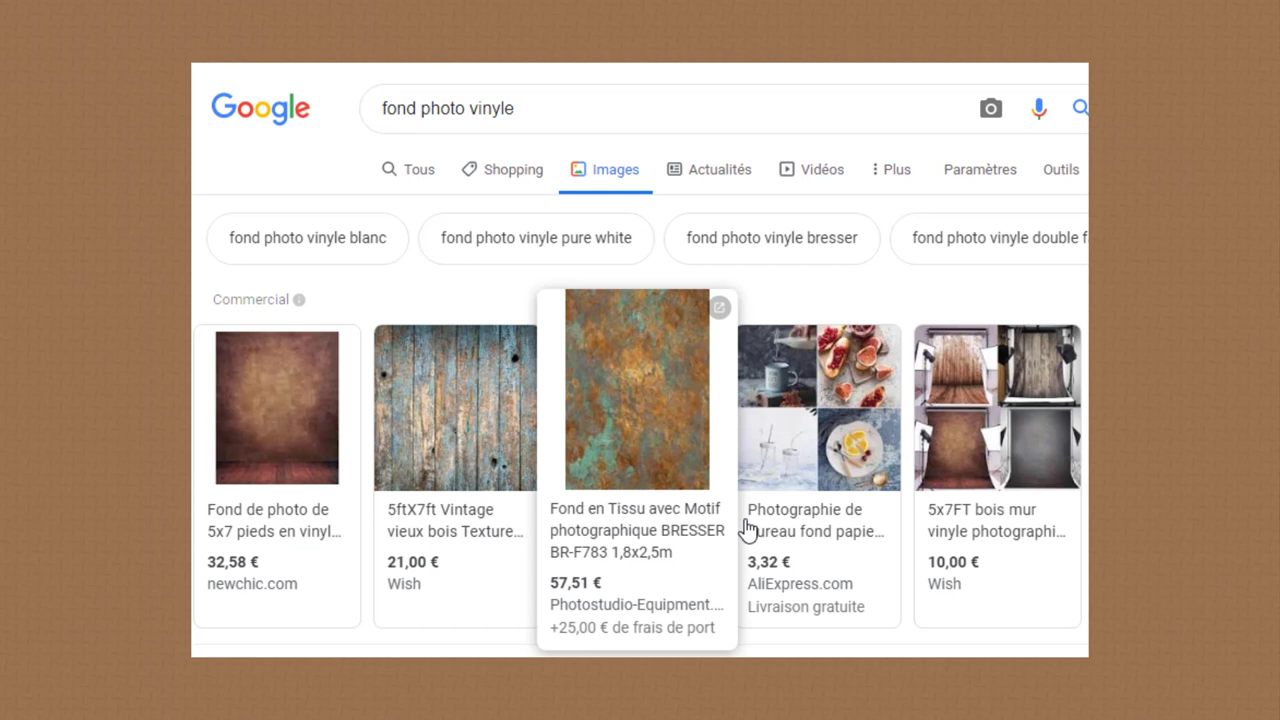 Google
fond photo vinyle
Tous Shopping Images Actualités Vidéos Plus Paramètres Outils
fond photo vinyle blanc
fond photo vinyle pure white
fond photo vinyle bresser
fond photo vinyle double f
Commercial
Fond de photo de
5x7 pieds en vinyl...
32,58 €
newchic.com
5ftX7ft Vintage
vieux bois Texture...
21,00 €
Wish
Fond en Tissu avec Motif
photographique BRESSER
BR-F783 1,8x2,5m
57,51 €
Photostudio-Equipment....
+25,00 € de frais de port
Photographie de
bureau fond papie...
3,32 €
AliExpress.com
Livraison gratuite
5x7FT bois mur
vinyle photographi...
10,00 €
Wish